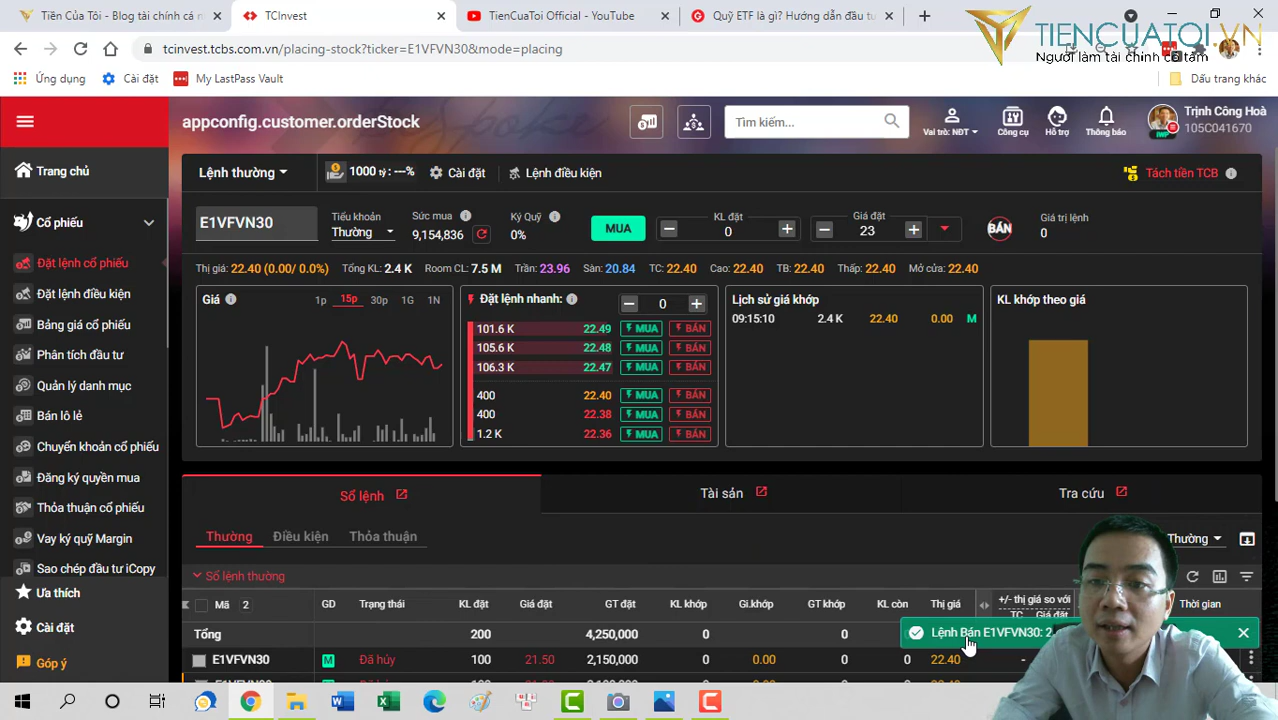 Tiền Của Tôi - Blog tài chính cá n
TCInvest
TienCuaToi Official - YouTube
Quỹ ETF là gì? Hướng dẫn đầu tư
tcinvest.tcbs.com.vn/placing-stock?ticker=E1VFVN30&mode=placing
TIENCUATOI.VN
Người làm tài chính có tâm
Ứng dụng
Cài đặt
My LastPass Vault
Dấu trang khác
appconfig.customer.orderStock
Tìm kiếm...
Vai trò: NĐT
Công cụ
Hỗ trợ
Thông báo
Trịnh Công Hoà
105C041670
IWP
Trang chủ
Cổ phiếu
Đặt lệnh cổ phiếu
Đặt lệnh điều kiện
Bảng giá cổ phiếu
Phân tích đầu tư
Quản lý danh mục
Bán lô lẻ
Chuyển khoản cổ phiếu
Đăng ký quyền mua
Thỏa thuận cổ phiếu
Vay ký quỹ Margin
Sao chép đầu tư iCopy
Ưa thích
Cài đặt
Góp ý
Lệnh thường
1000 tỷ : ---%
Cài đặt
Lệnh điều kiện
Tách tiền TCB
E1VFVN30
Tiểu khoản
Thường
Sức mua
9,154,836
Ký Quỹ
0%
MUA
KL đặt
0
Giá đặt
23
BÁN
Giá trị lệnh
0
Thị giá: 22.40 (0.00/ 0.0%)
Tổng KL: 2.4 K
Room CL: 7.5 M
Trần: 23.96
Sàn: 20.84
TC: 22.40
Cao: 22.40
TB: 22.40
Thấp: 22.40
Mở cửa: 22.40
Giá
1p
15p
30p
1G
1N
Đặt lệnh nhanh:
0
101.6 K 22.49 MUA BÁN
105.6 K 22.48 MUA BÁN
106.3 K 22.47 MUA BÁN
400 22.40 MUA BÁN
400 22.38 MUA BÁN
1.2 K 22.36 MUA BÁN
Lịch sử giá khớp
09:15:10 2.4 K 22.40 0.00 M
KL khớp theo giá
Sổ lệnh
Tài sản
Tra cứu
Thường
Điều kiện
Thỏa thuận
Thường
Sổ lệnh thường
Mã 2 GD Trạng thái KL đặt Giá đặt GT đặt KL khớp Gi.khớp GT khớp KL còn Thị giá +/- thị giá so với Thời gian
TC Giá đặt
Tổng 200 4,250,000 0 0
Lệnh Bán E1VFVN30: 2
E1VFVN30 M Đã hủy 100 21.50 2,150,000 0 0.00 0 0 22.40 -